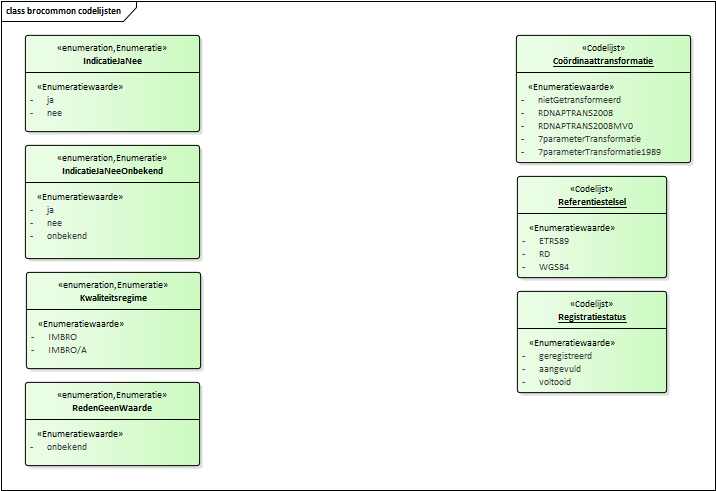 class brocommon codelijsten
«enumeration,Enumeratie»
IndicatieJaNee
«Enumeratiewaarde»
- ja
- nee
«enumeration,Enumeratie»
IndicatieJaNeeOnbekend
«Enumeratiewaarde»
- ja
- nee
- onbekend
«enumeration,Enumeratie»
Kwaliteitsregime
«Enumeratiewaarde»
- IMBRO
- IMBRO/A
«enumeration,Enumeratie»
RedenGeenWaarde
«Enumeratiewaarde»
- onbekend
«Codelijst»
Coördinaattransformatie
«Enumeratiewaarde»
- nietGetransformeerd
- RDNAPTRANS2008
- RDNAPTRANS2008MV0
- 7parameterTransformatie
- 7parameterTransformatie1989
«Codelijst»
Referentiestelsel
«Enumeratiewaarde»
- ETRS89
- RD
- WGS84
«Codelijst»
Registratiestatus
«Enumeratiewaarde»
- geregistreerd
- aangevuld
- voltooid